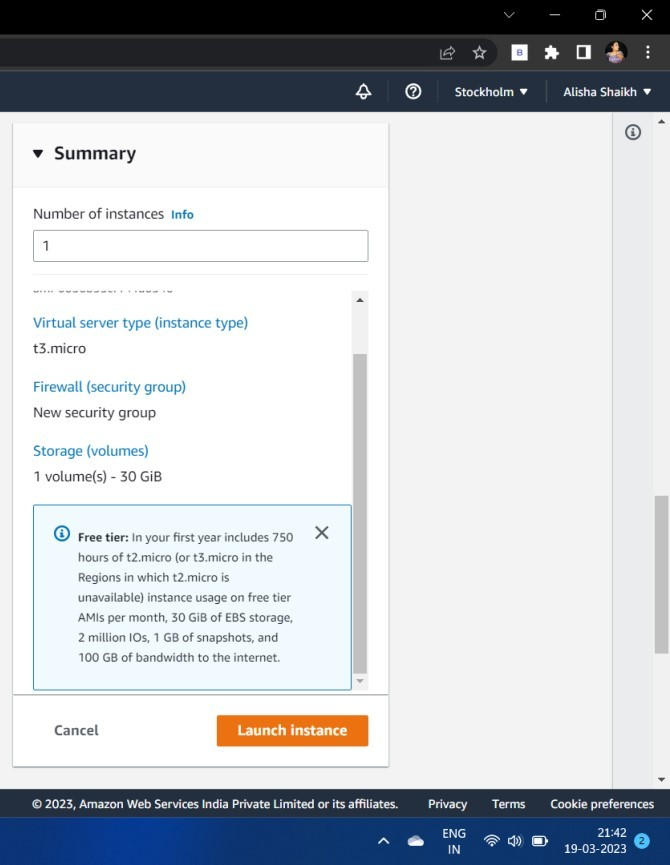 B
Stockholm ▼ Alisha Shaikh ▼
▼ Summary
Number of instances Info
1
Virtual server type (instance type)
t3.micro
Firewall (security group)
New security group
Storage (volumes)
1 volume(s) - 30 GiB
Free tier: In your first year includes 750
hours of t2.micro (or t3.micro in the
Regions in which t2.micro is
unavailable) instance usage on free tier
AMIs per month, 30 GiB of EBS storage,
2 million IOs, 1 GB of snapshots, and
100 GB of bandwidth to the internet.
Cancel Launch instance
© 2023, Amazon Web Services India Private Limited or its affiliates. Privacy Terms Cookie preferences
ENG
IN
21:42
19-03-2023
2